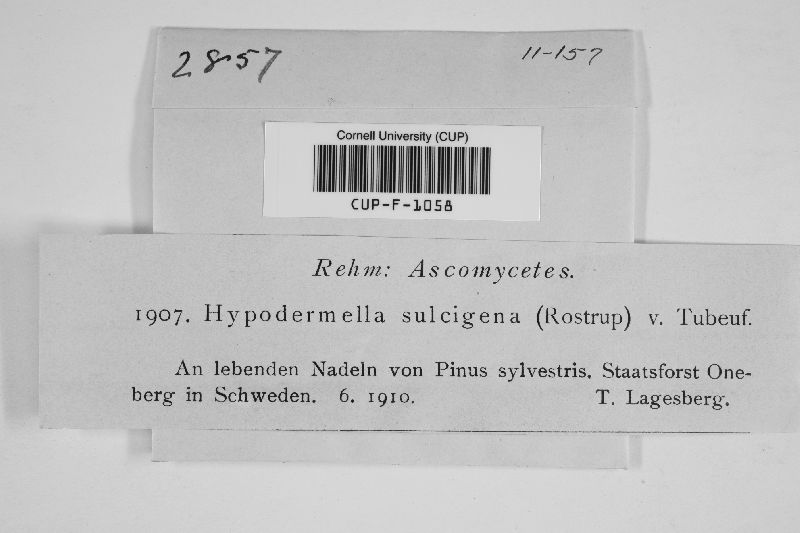 2857 11-157
Cornell University (CUP)
CUP-F-1058
Rehm: Ascomycetes.
1907. Hypodermella sulcigena (Rostrup) v. Tubeuf.
An lebenden Nadeln von Pinus sylvestris. Staatsforst One-
berg in Schweden. 6. 1910. T. Lagesberg.